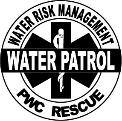 WATER RISK MANAGEMENT
WATER PATROL
PWC RESCUE